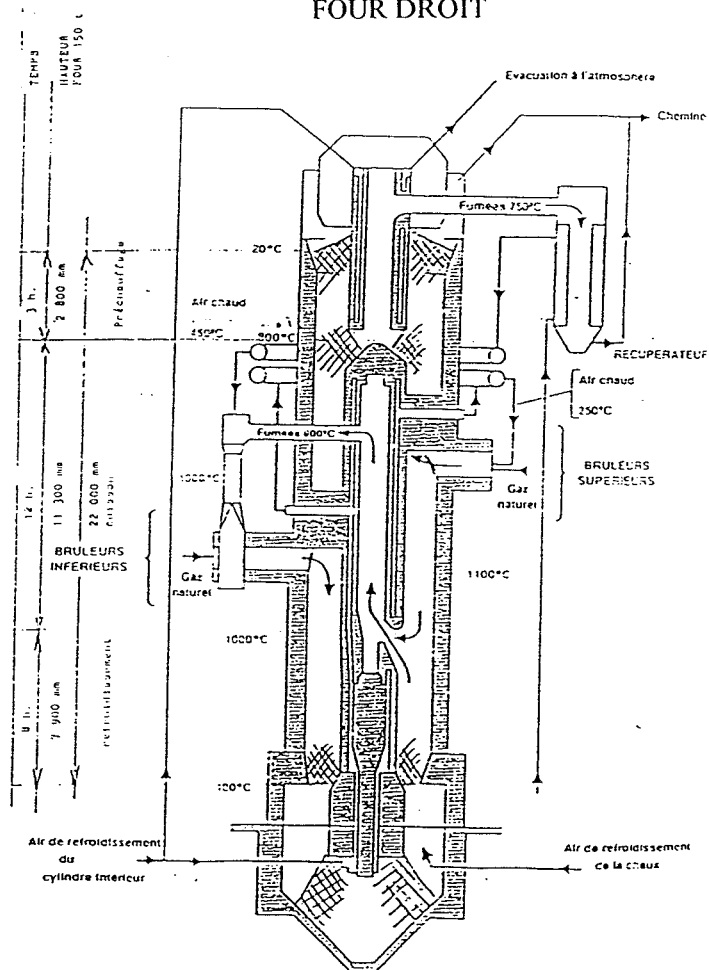 FOUR DROIT
TEMPS
HAUTEUR
FOUR 150 t
Evacuation à l'atmosphère
Chemine
Fumées 750°C
20°C
3 h.
2 800 mm
Préchauffage
Air chaud
450°C
900°C
RECUPERATEUR
Air chaud
250°C
Fumées 900°C
BRULEURS
SUPERIEURS
Gaz
naturel
12 h.
11 300 mm
22 000 mm
BRULEURS
INFERIEURS
Gaz
naturel
1100°C
1000°C
8 h.
7 900 mm
refroidissement
100°C
Air de refroidissement
du
cylindre intérieur
Air de refroidissement
de la chaux